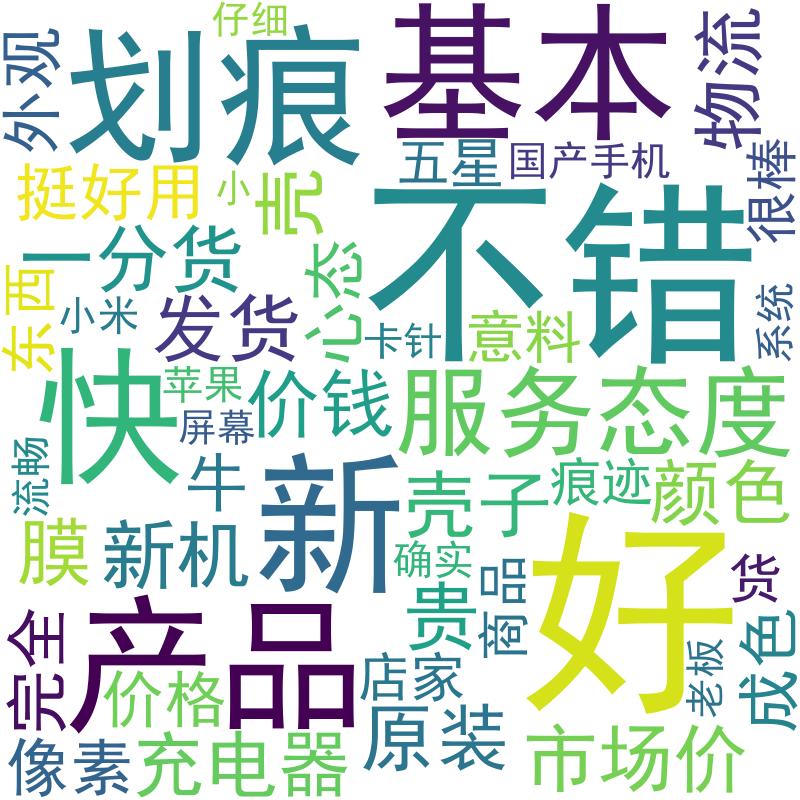 仔细
外观
划痕
基本
物流
挺好用
小
壳
五星
国产手机
很棒
不错
一分货
心态
东西
小米
发货
卡针
意料
系统
快
苹果
价钱
屏幕
服务态度
流畅
牛
新
壳子
痕迹
颜色
膜
新机
确实
好
货
完全
产品
贵
商品
成色
价格
店家
老板
像素
充电器
原装
市场价